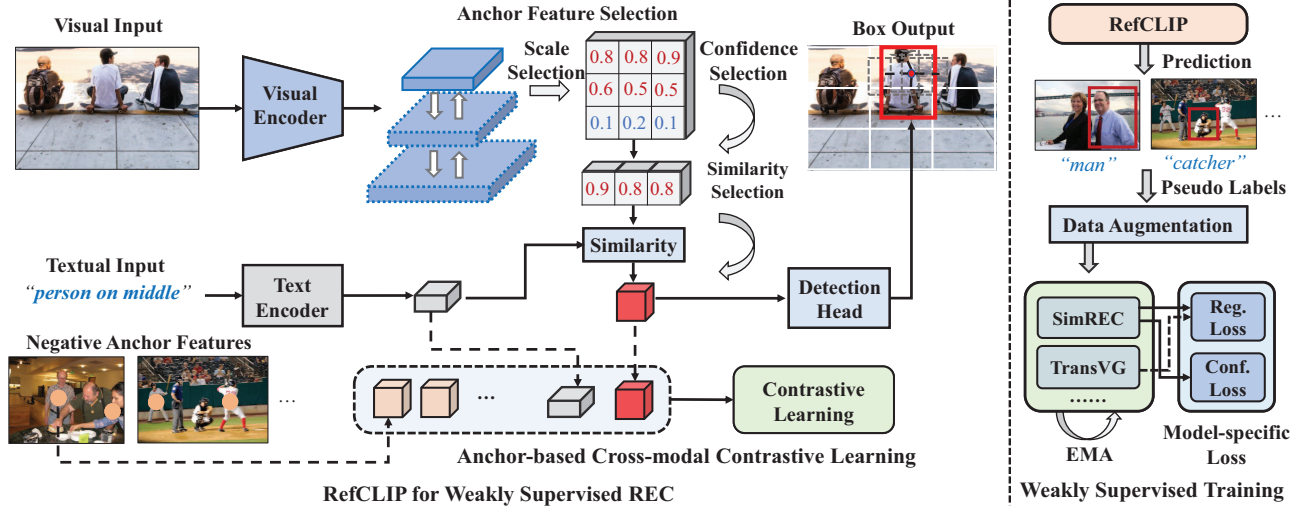 Visual Input
Visual
Encoder
Anchor Feature Selection
Scale
Selection
0.8 0.8 0.9
0.6 0.5 0.5
0.1 0.2 0.1
Confidence
Selection
0.9 0.8 0.8
Similarity
Selection
Similarity
Box Output
Textual Input
“person on middle”
Text
Encoder
Detection
Head
Negative Anchor Features
...
...
Contrastive
Learning
Anchor-based Cross-modal Contrastive Learning
RefCLIP for Weakly Supervised REC
RefCLIP
Prediction
...
“man”
“catcher”
Pseudo Labels
Data Augmentation
SimREC
TransVG
......
Reg.
Loss
Conf.
Loss
EMA
Model-specific
Loss
Weakly Supervised Training